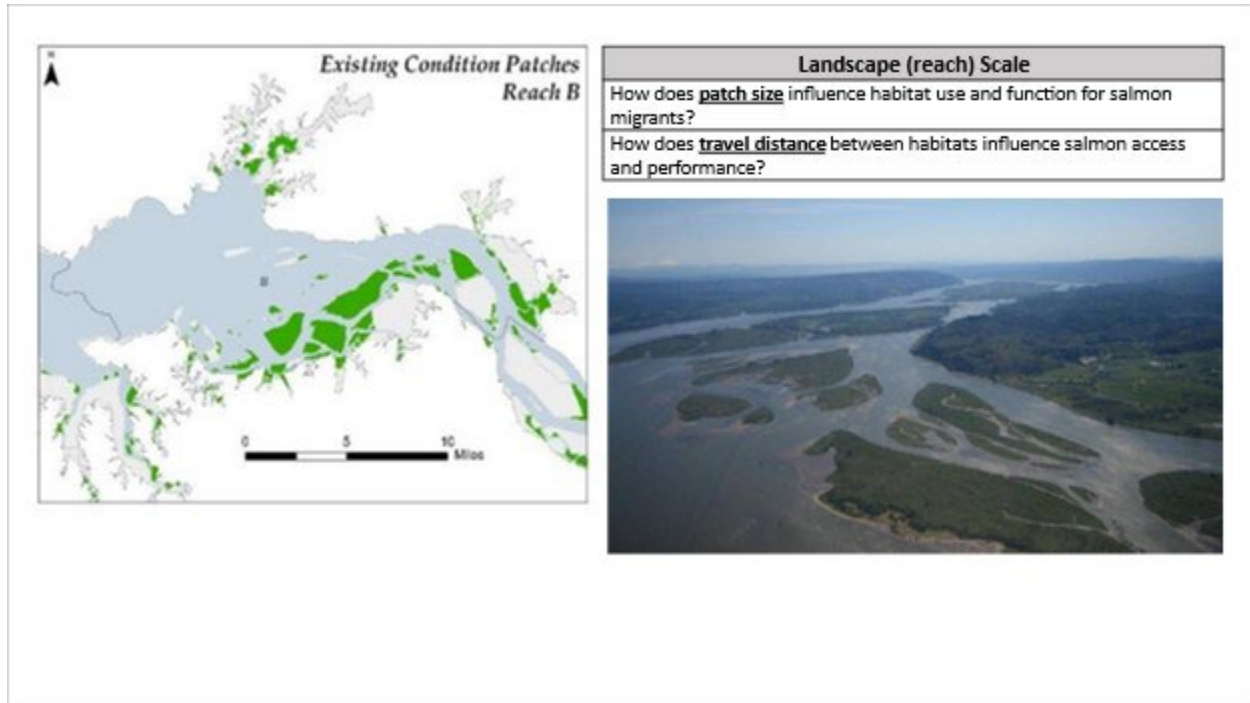 N
Existing Condition Patches
Reach B
B
0 5 10
Miles
Landscape (reach) Scale
How does patch size influence habitat use and function for salmon
migrants?
How does travel distance between habitats influence salmon access
and performance?